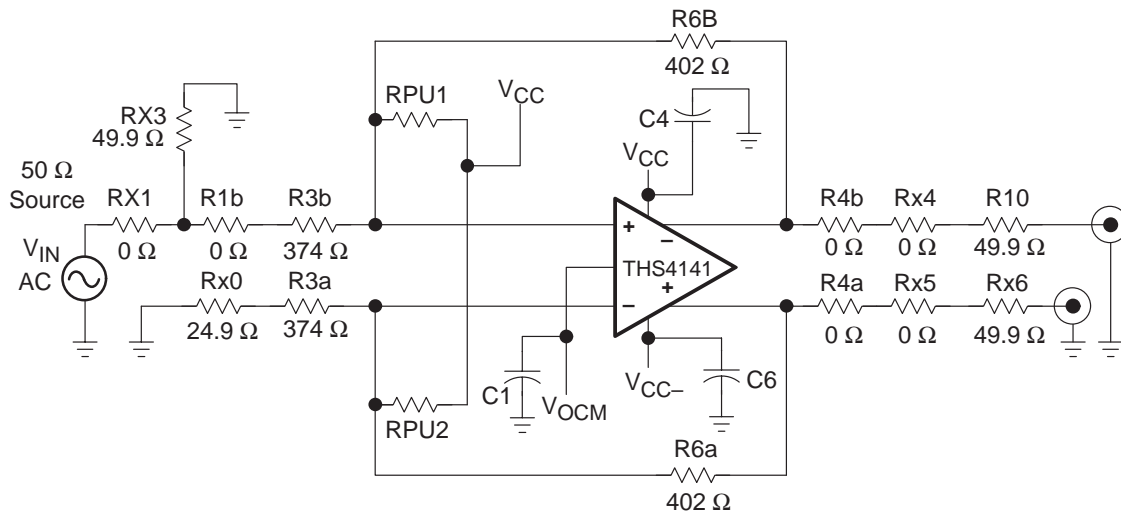 R6B
402 Ω
RPU1
VCC
RX3
49.9 Ω
C4
50 Ω
Source
VCC
RX1
R1b
R3b
R4b
Rx4
R10
0 Ω
0 Ω
374 Ω
+
−
0 Ω
0 Ω
49.9 Ω
VIN
AC
THS4141
Rx0
R3a
−
+
R4a
Rx5
Rx6
24.9 Ω
374 Ω
0 Ω
0 Ω
49.9 Ω
C1
VOCM
VCC−
C6
RPU2
R6a
402 Ω